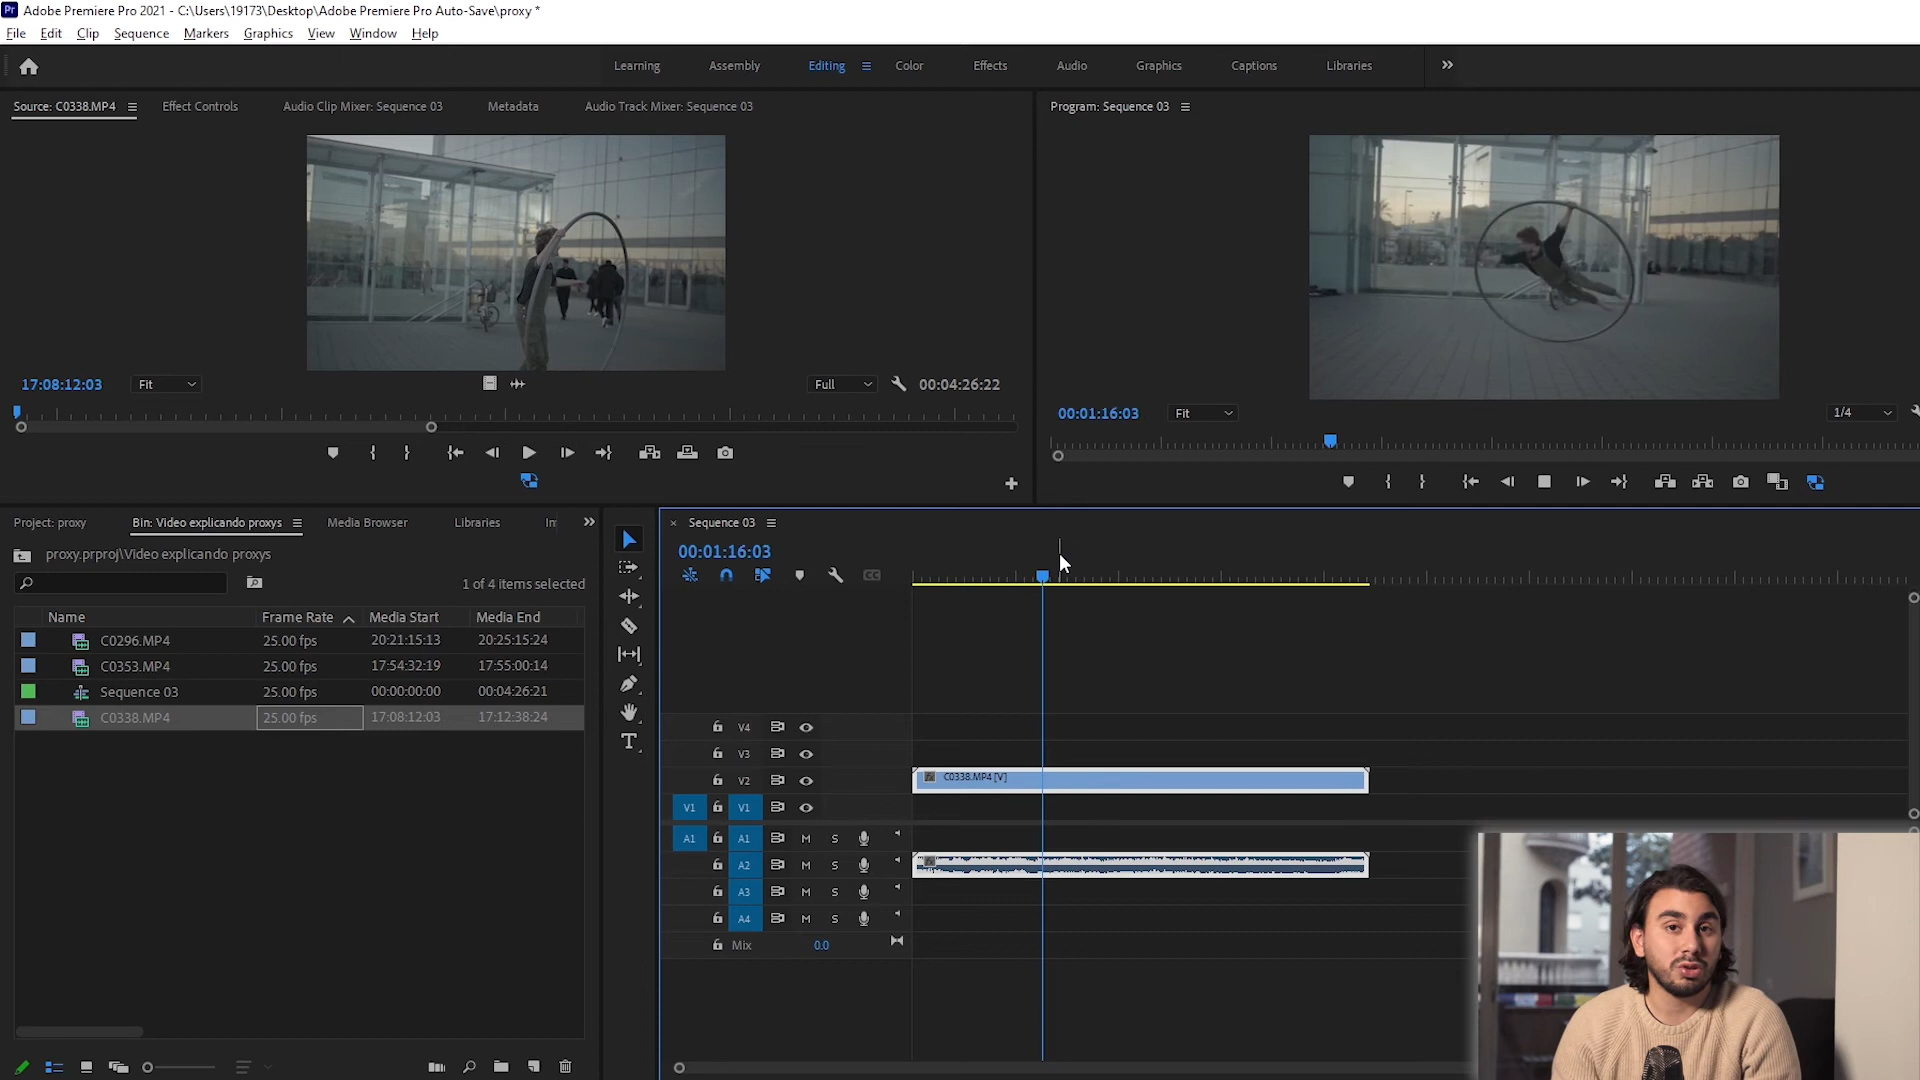 Pr Adobe Premiere Pro 2021 - C:\Users\19173\Desktop\Adobe Premiere Pro Auto-Save\proxy *
File Edit Clip Sequence Markers Graphics View Window Help
Learning Assembly Editing Color Effects Audio Graphics Captions Libraries
Source: C0338.MP4 Effect Controls Audio Clip Mixer: Sequence 03 Metadata Audio Track Mixer: Sequence 03
Program: Sequence 03
17:08:12:03 Fit Full 00:04:26:22
00:01:16:03 Fit 1/4
Project: proxy Bin: Video explicando proxys Media Browser Libraries
Sequence 03
proxy.prproj\Video explicando proxys
00:01:16:03
1 of 4 items selected
Name Frame Rate Media Start Media End
C0296.MP4 25.00 fps 20:21:15:13 20:25:15:24
C0353.MP4 25.00 fps 17:54:32:19 17:55:00:14
Sequence 03 25.00 fps 00:00:00:00 00:04:26:21
C0338.MP4 25.00 fps 17:08:12:03 17:12:38:24
V4
V3
V2 C0338.MP4 [V]
V1 V1
A1 A1 M S
A2 M S
A3 M S
A4 M S
Mix 0.0